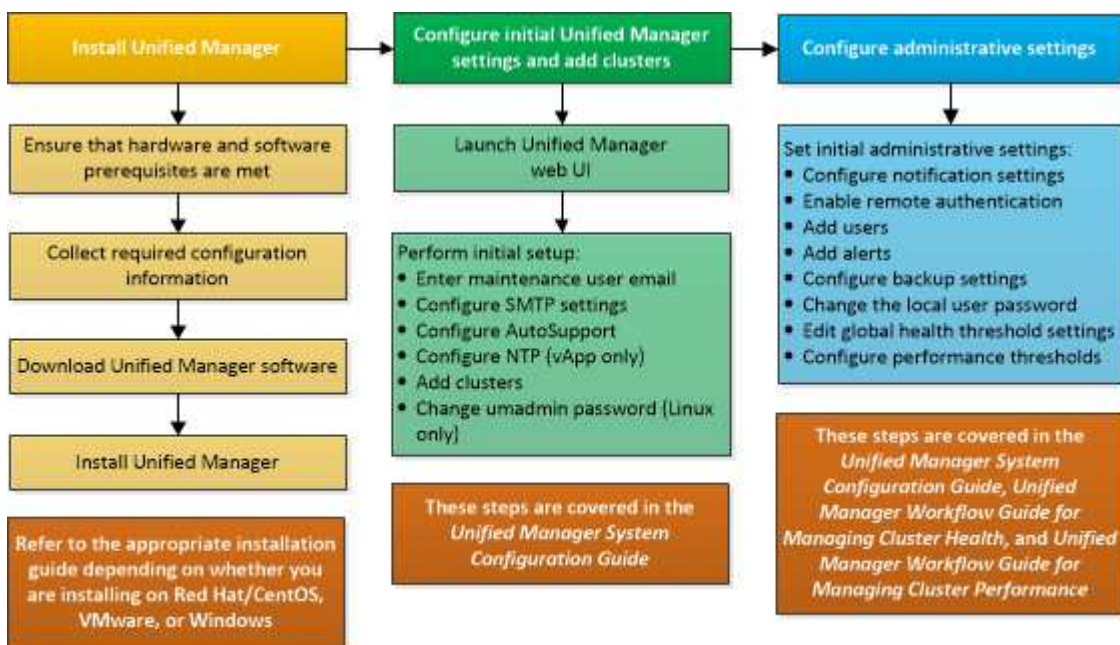 Install Unified Manager
Ensure that hardware and software
prerequisites are met
Collect required configuration
information
Download Unified Manager software
Install Unified Manager
Refer to the appropriate installation
guide depending on whether you
are installing on Red Hat/CentOS,
VMware, or Windows
Configure initial Unified Manager
settings and add clusters
Launch Unified Manager
web UI
Perform initial setup:
• Enter maintenance user email
• Configure SMTP settings
• Configure AutoSupport
• Configure NTP (vApp only)
• Add clusters
• Change umadmin password (Linux
only)
These steps are covered in the
Unified Manager System
Configuration Guide
Configure administrative settings
Set initial administrative settings:
• Configure notification settings
• Enable remote authentication
• Add users
• Add alerts
• Configure backup settings
• Change the local user password
• Edit global health threshold settings
• Configure performance thresholds
These steps are covered in the
Unified Manager System
Configuration Guide, Unified
Manager Workflow Guide for
Managing Cluster Health, and Unified
Manager Workflow Guide for
Managing Cluster Performance